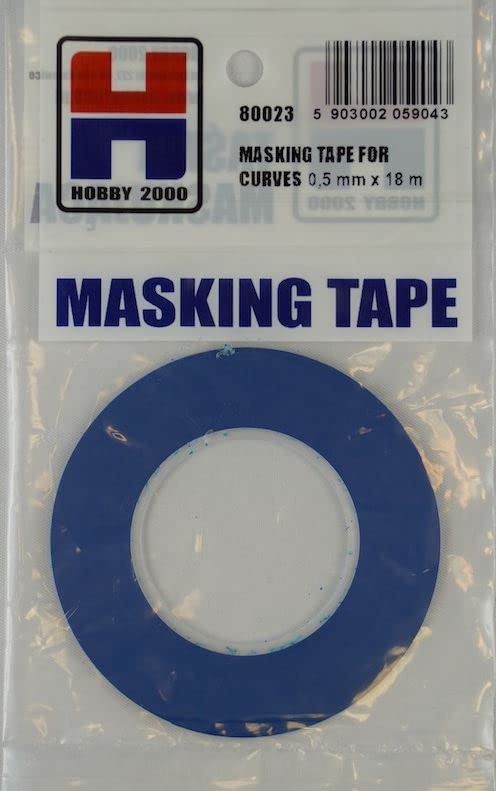 HOBBY 2000
80023
5 903002 059043
MASKING TAPE FOR
CURVES 0,5 mm x 18 m
MASKING TAPE